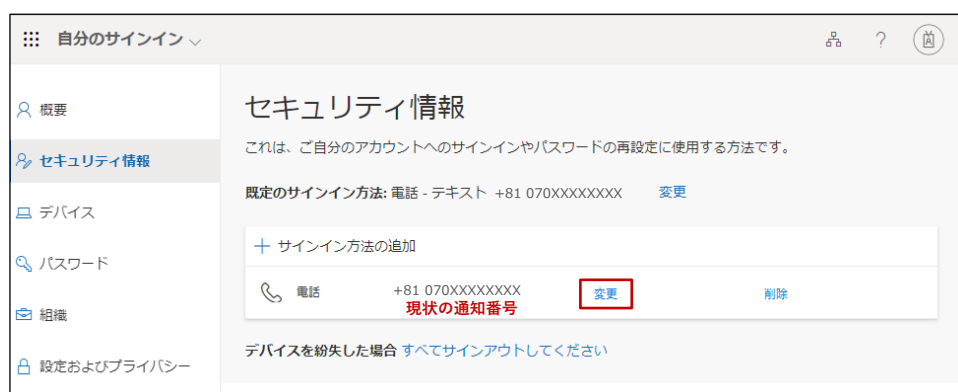 自分のサインイン
?
概要
セキュリティ情報
デバイス
パスワード
組織
設定およびプライバシー
セキュリティ情報
これは、ご自分のアカウントへのサインインやパスワードの再設定に使用する方法です。
既定のサインイン方法: 電話 - テキスト +81 070XXXXXXXX 変更
+ サインイン方法の追加
電話 +81 070XXXXXXXX 変更 削除
現状の通知番号
デバイスを紛失した場合 すべてサインアウトしてください